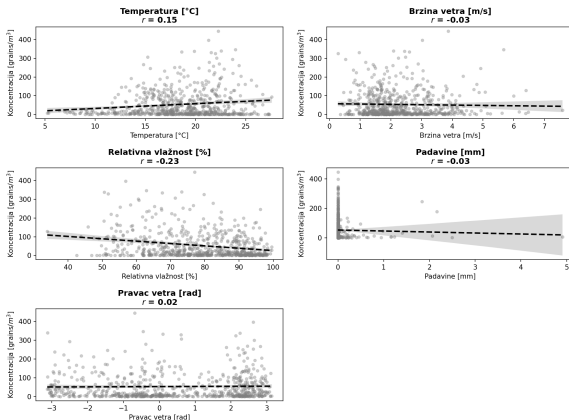 Temperatura [°C]
r = 0.15
Koncentracija [grains/m³]
400
300
200
100
0
5
10
15
20
25
Temperatura [°C]
Brzina vetra [m/s]
r = -0.03
Koncentracija [grains/m³]
400
300
200
100
0
0
1
2
3
4
5
6
7
Brzina vetra [m/s]
Relativna vlažnost [%]
r = -0.23
Koncentracija [grains/m³]
400
300
200
100
0
40
50
60
70
80
90
100
Relativna vlažnost [%]
Padavine [mm]
r = -0.03
Koncentracija [grains/m³]
400
200
0
0
1
2
3
4
5
Padavine [mm]
Pravac vetra [rad]
r = 0.02
Koncentracija [grains/m³]
400
300
200
100
0
−3
−2
−1
0
1
2
3
Pravac vetra [rad]